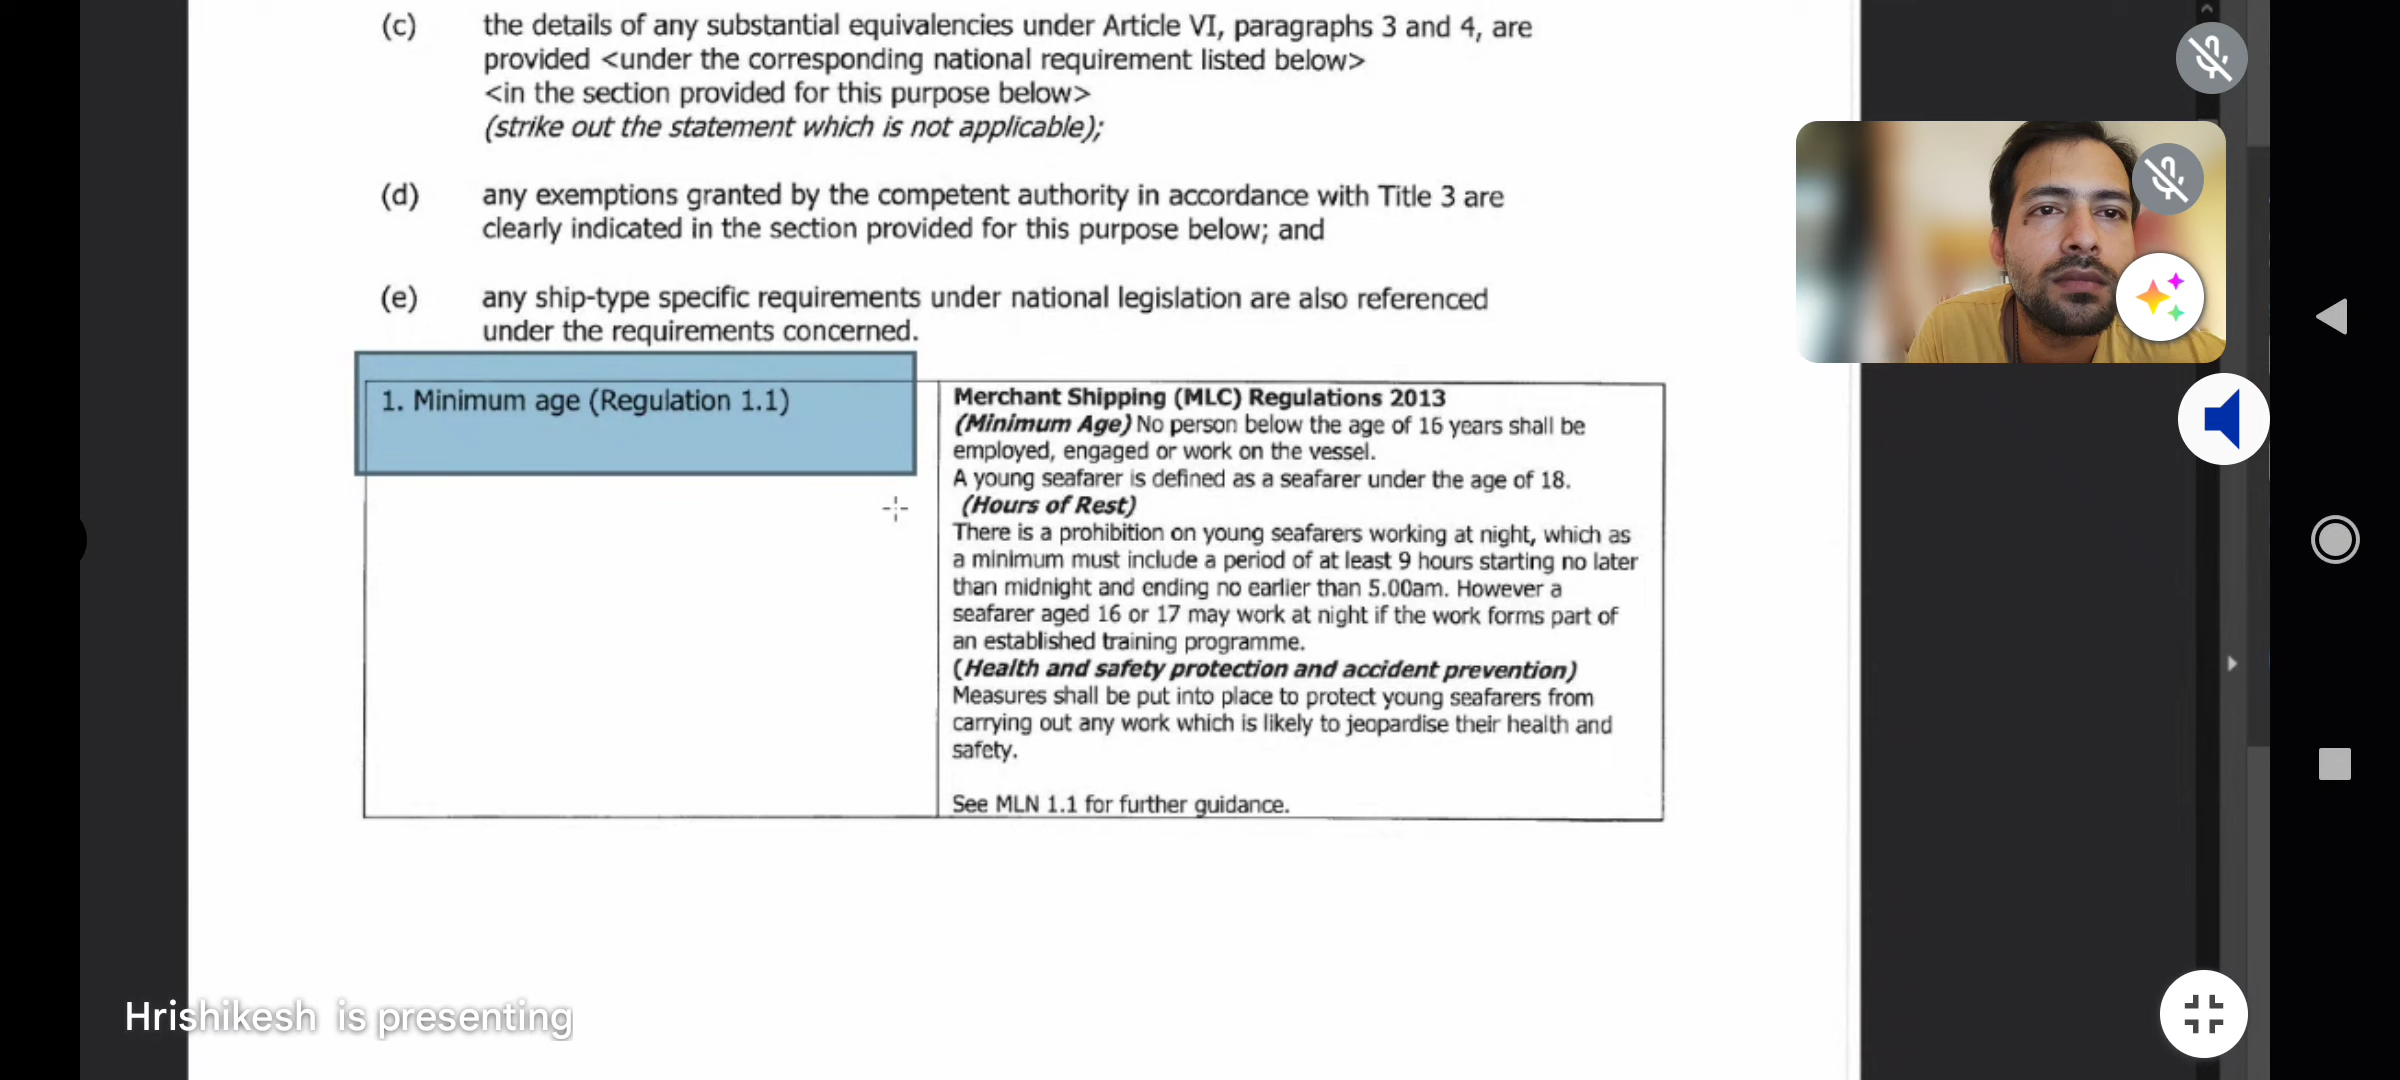 (c) the details of any substantial equivalencies under Article VI, paragraphs 3 and 4, are
provided <under the corresponding national requirement listed below>
<in the section provided for this purpose below>
(strike out the statement which is not applicable);
(d) any exemptions granted by the competent authority in accordance with Title 3 are
clearly indicated in the section provided for this purpose below; and
(e) any ship-type specific requirements under national legislation are also referenced
under the requirements concerned.
1. Minimum age (Regulation 1.1)
Merchant Shipping (MLC) Regulations 2013
(Minimum Age) No person below the age of 16 years shall be
employed, engaged or work on the vessel.
A young seafarer is defined as a seafarer under the age of 18.
(Hours of Rest)
There is a prohibition on young seafarers working at night, which as
a minimum must include a period of at least 9 hours starting no later
than midnight and ending no earlier than 5.00am. However a
seafarer aged 16 or 17 may work at night if the work forms part of
an established training programme.
(Health and safety protection and accident prevention)
Measures shall be put into place to protect young seafarers from
carrying out any work which is likely to jeopardise their health and
safety.
See MLN 1.1 for further guidance.
Hrishikesh is presenting